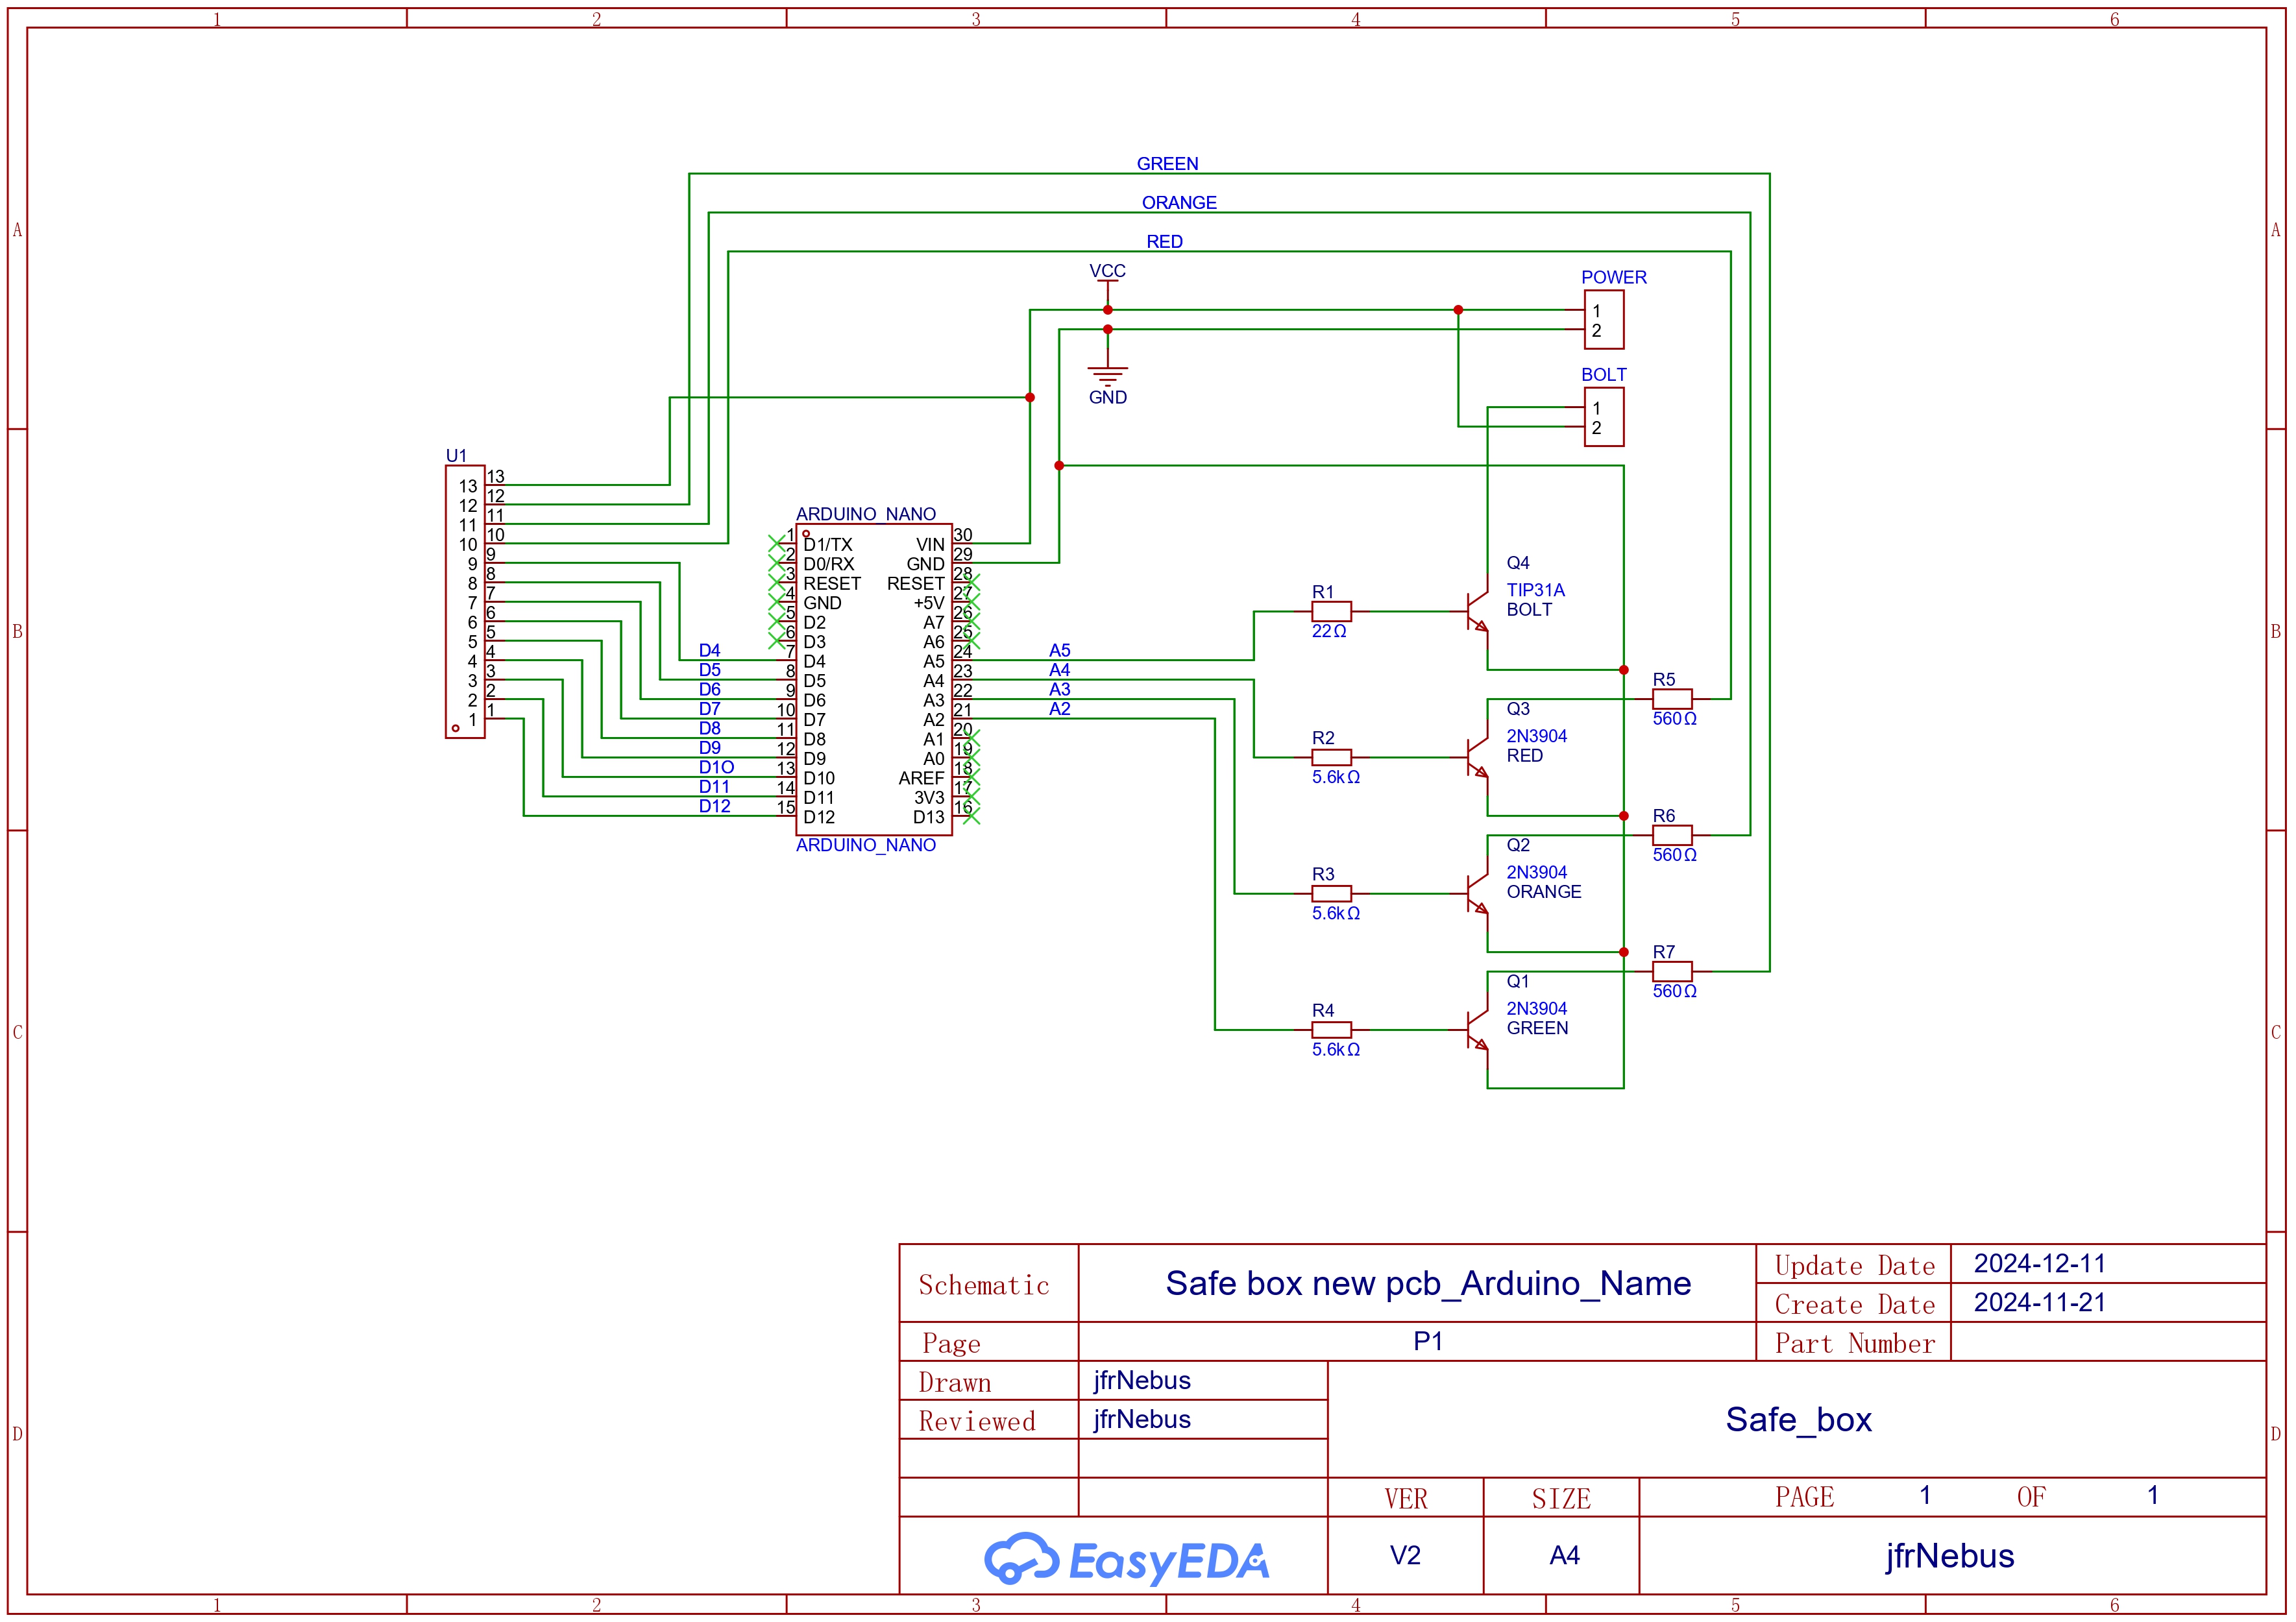 1 2 3 4 5 6
A A
B B
C C
D D
GREEN
ORANGE
RED
VCC
GND
POWER
1
2
BOLT
1
2
U1
13 13
12 12
11 11
10 10
9 9
8 8
7 7
6 6
5 5
4 4
3 3
2 2
1 1
D4
D5
D6
D7
D8
D9
D1O
D11
D12
ARDUINO_NANO
1 D1/TX VIN 30
2 D0/RX GND 29
3 RESET RESET 28
4 GND +5V 27
5 D2 A7 26
6 D3 A6 25
7 D4 A5 24
8 D5 A4 23
9 D6 A3 22
10 D7 A2 21
11 D8 A1 20
12 D9 A0 19
13 D10 AREF 18
14 D11 3V3 17
15 D12 D13 16
ARDUINO_NANO
A5
A4
A3
A2
R1
22Ω
R2
5.6kΩ
R3
5.6kΩ
R4
5.6kΩ
Q4
TIP31A
BOLT
Q3
2N3904
RED
Q2
2N3904
ORANGE
Q1
2N3904
GREEN
R5
560Ω
R6
560Ω
R7
560Ω
Schematic Safe box new pcb_Arduino_Name
Update Date 2024-12-11
Create Date 2024-11-21
Page P1 Part Number
Drawn jfrNebus
Reviewed jfrNebus
Safe_box
VER SIZE PAGE 1 OF 1
EasyEDA V2 A4 jfrNebus
1 2 3 4 5 6